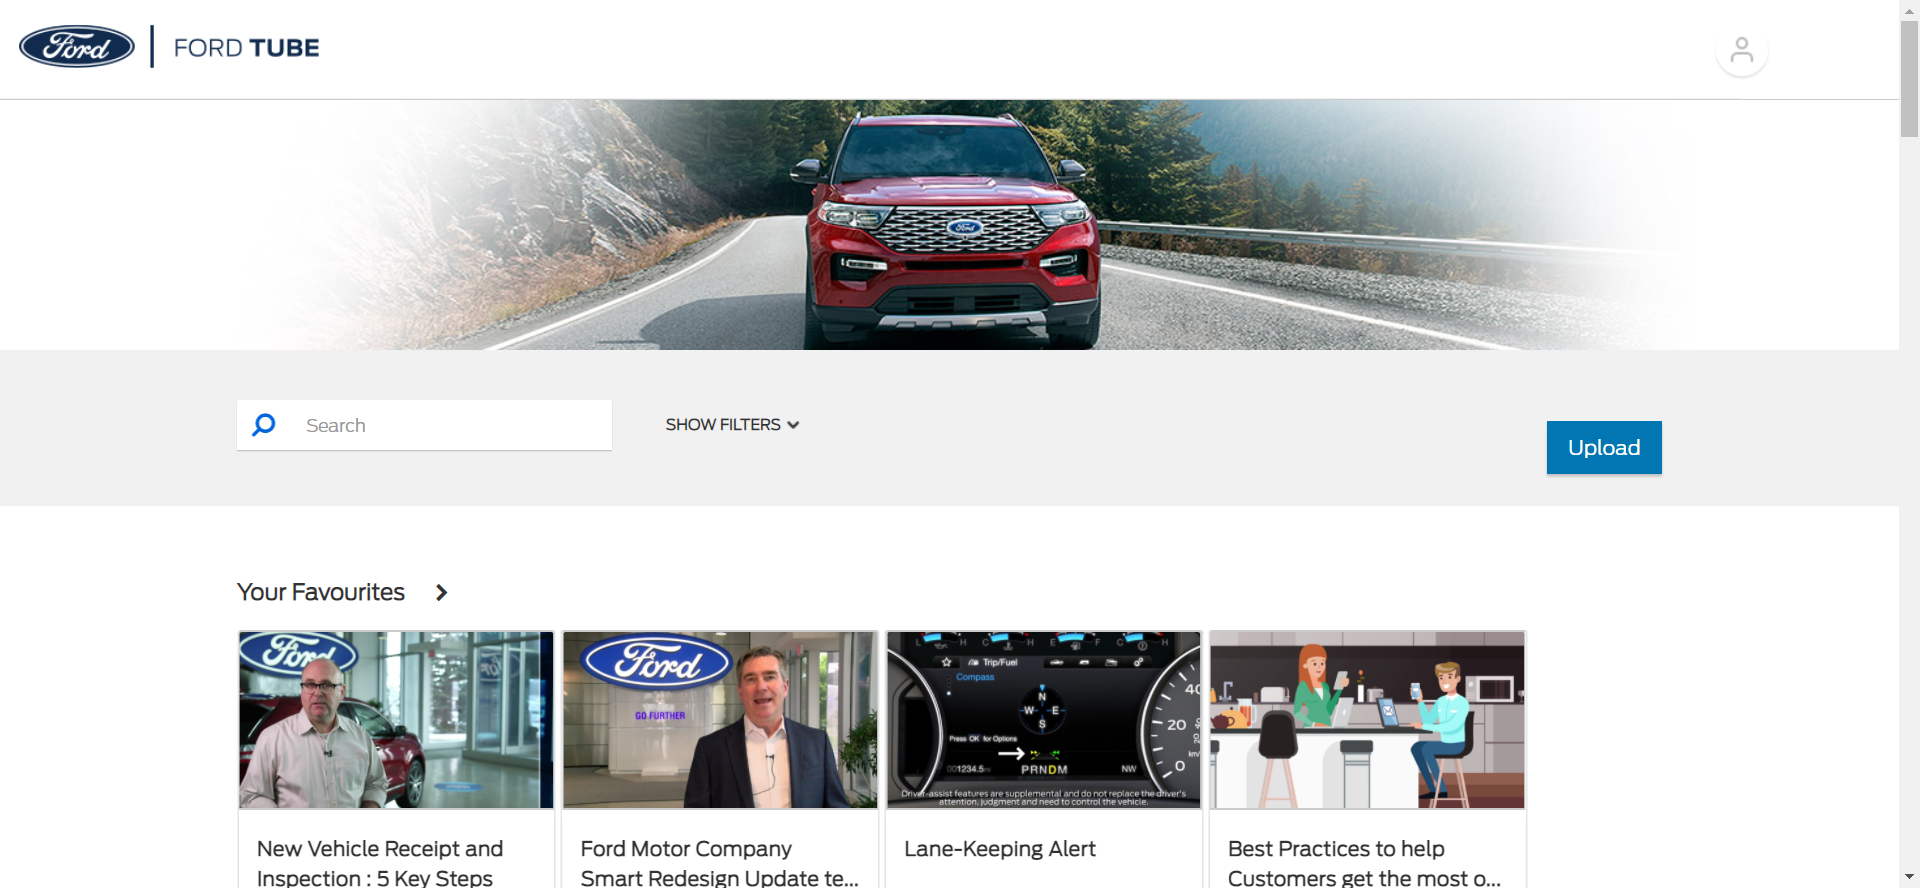 Ford
FORD TUBE
Ford
Search
SHOW FILTERS
Upload
Your Favourites
Ford
Ford
GO FURTHER
L H C H E F C H
Trip/Fuel
Compass
N
W E
S
Press OK for Options
001234.5mi
PRNDM
NW
40
20
0
km/
Driver-assist features are supplemental and do not replace the driver's
attention, judgment and need to control the vehicle.
New Vehicle Receipt and
Inspection : 5 Key Steps
Ford Motor Company
Smart Redesign Update te...
Lane-Keeping Alert
Best Practices to help
Customers get the most o...